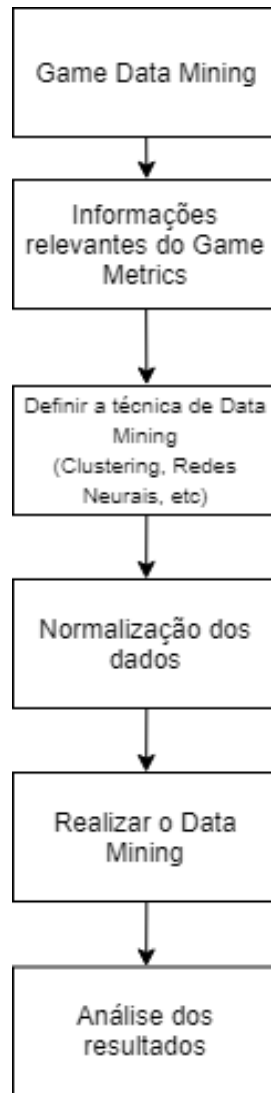 Game Data Mining
Informações
relevantes do Game
Metrics
Definir a técnica de Data
Mining
(Clustering, Redes
Neurais, etc)
Normalização dos
dados
Realizar o Data
Mining
Análise dos
resultados